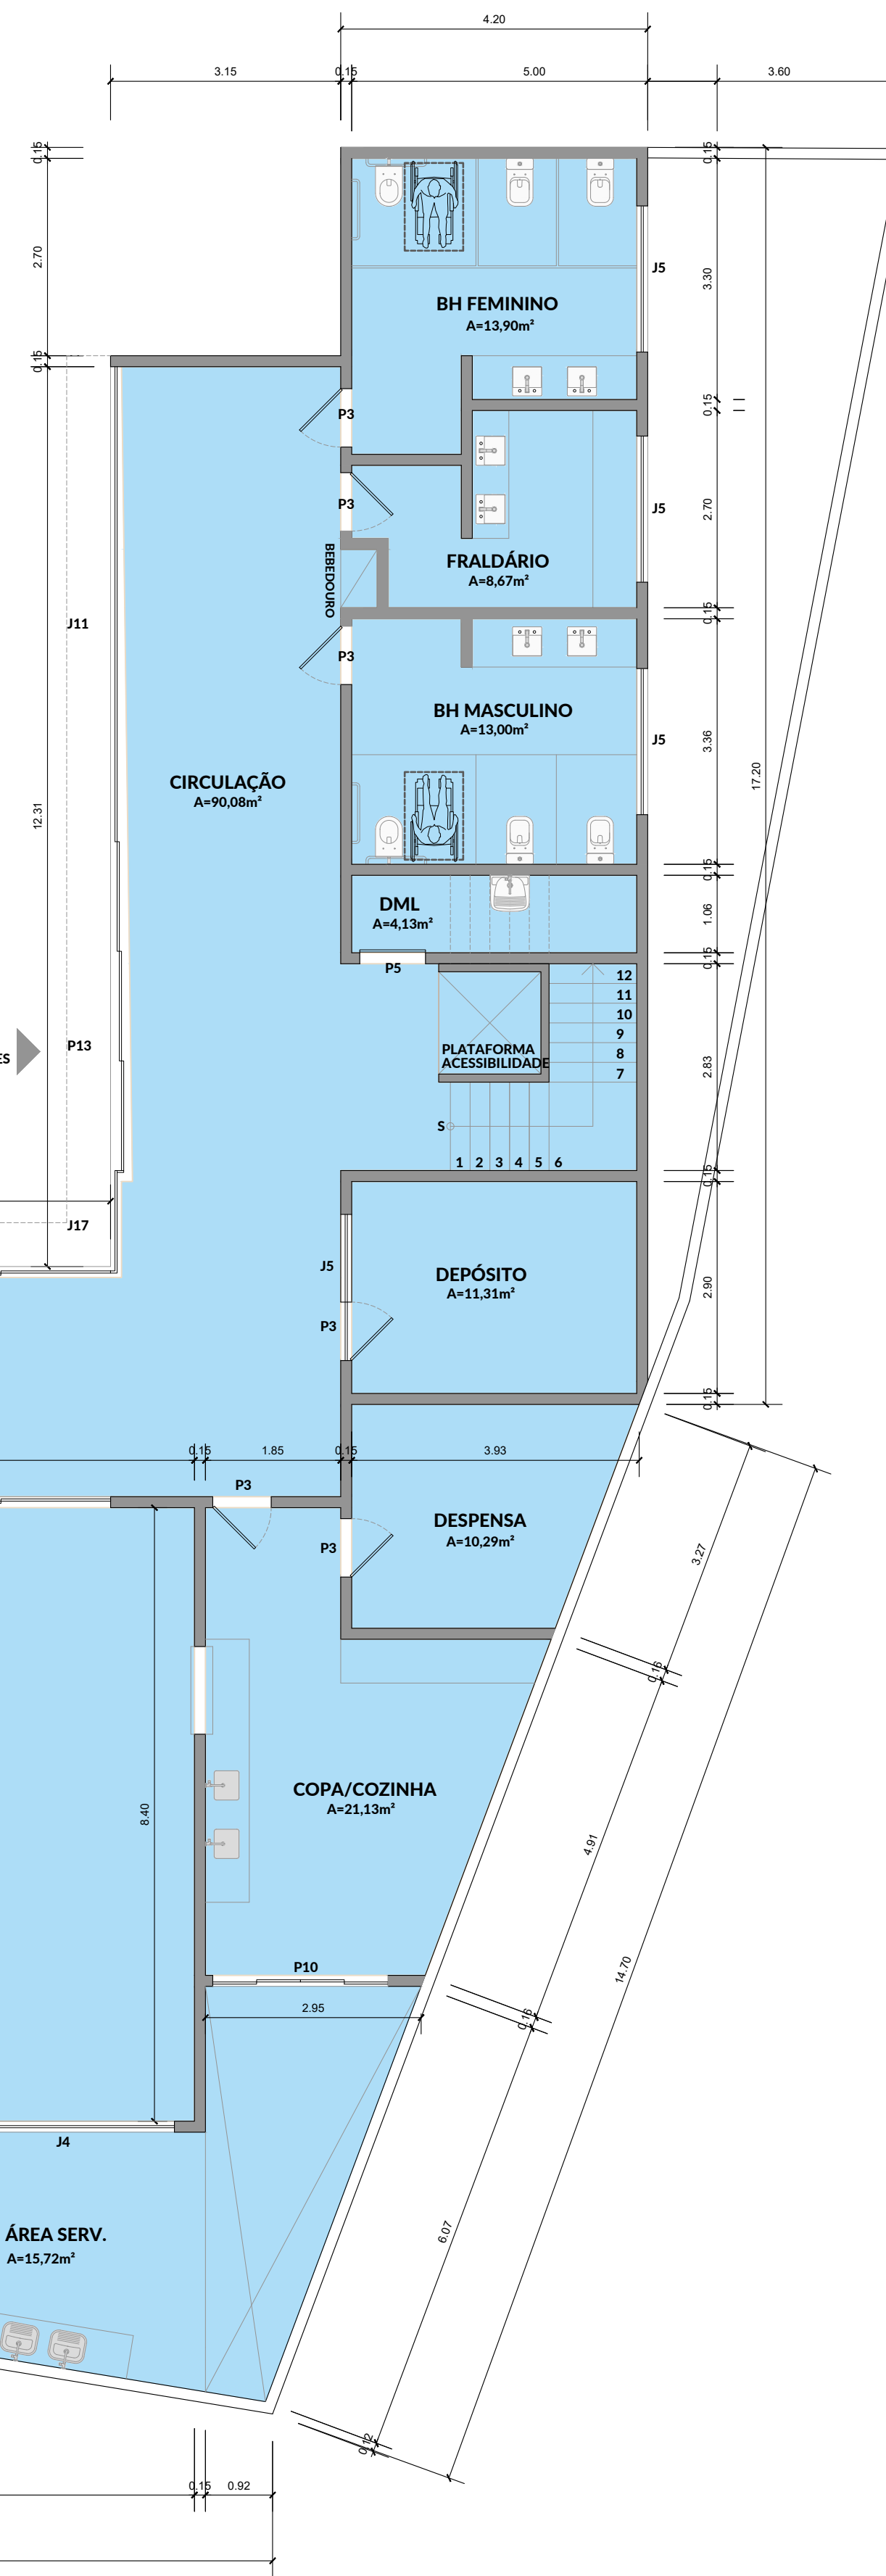 4.20
3.15
0.15
5.00
3.60
0.15
0.15
2.70
3.30
J5
BH FEMININO
A=13,90m²
0.15
0.15
P3
P3
J5
2.70
BEBEDOURO
FRALDÁRIO
A=8,67m²
0.15
J11
P3
BH MASCULINO
A=13,00m²
J5
3.36
17.20
CIRCULAÇÃO
A=90,08m²
12.31
0.15
DML
A=4,13m²
1.06
0.15
P5
12
11
10
9
8
7
PLATAFORMA
ACESSIBILIDADE
ES
P13
2.83
S
1 2 3 4 5 6
0.15
J17
J5
DEPÓSITO
A=11,31m²
2.90
P3
0.15
0.15
1.85
0.15
3.93
P3
DESPENSA
A=10,29m²
P3
3.27
0.16
COPA/COZINHA
A=21,13m²
8.40
4.91
14.70
P10
2.95
0.16
J4
ÁREA SERV.
A=15,72m²
6.07
0.12
0.15
0.92